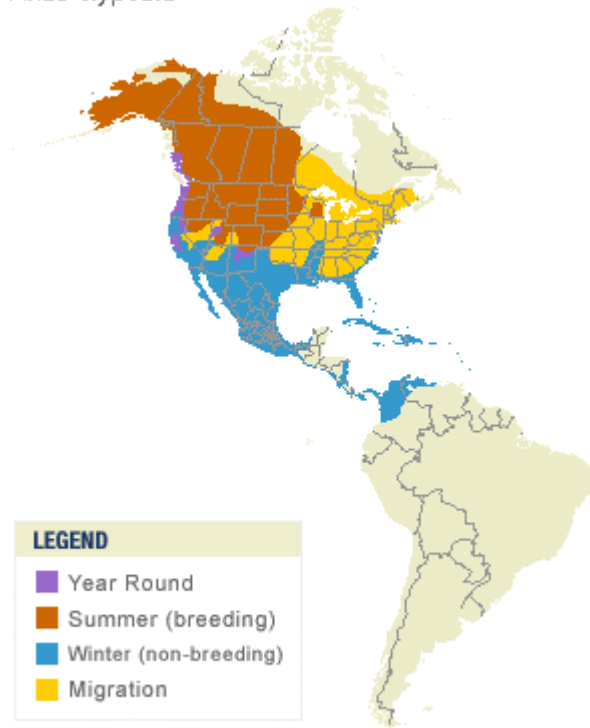 LEGEND
Year Round
Summer (breeding)
Winter (non-breeding)
Migration